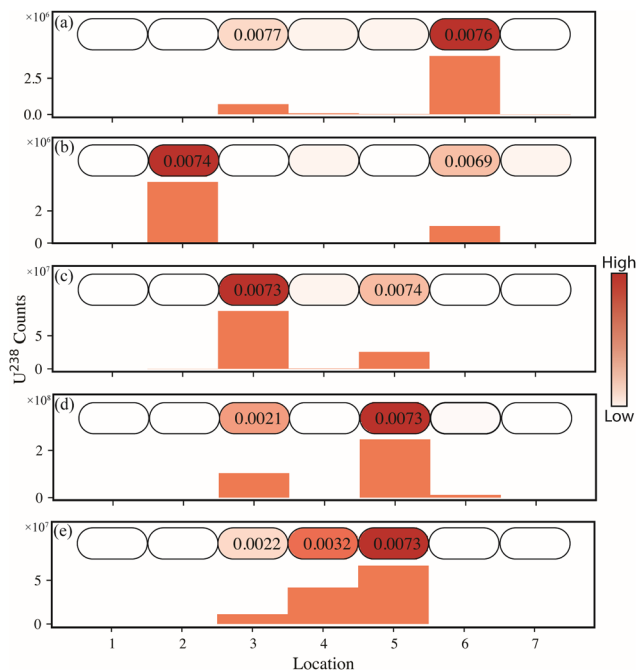 ×10⁶
(a)
0.0077 0.0076
2.5
0.0
×10⁶
(b)
0.0074 0.0069
2
0
×10⁷
(c)
0.0073 0.0074
5
0
×10⁸
(d)
0.0021 0.0073
2
0
×10⁷
(e)
0.0022 0.0032 0.0073
5
0
1 2 3 4 5 6 7
Location
U²³⁸ Counts
High
Low